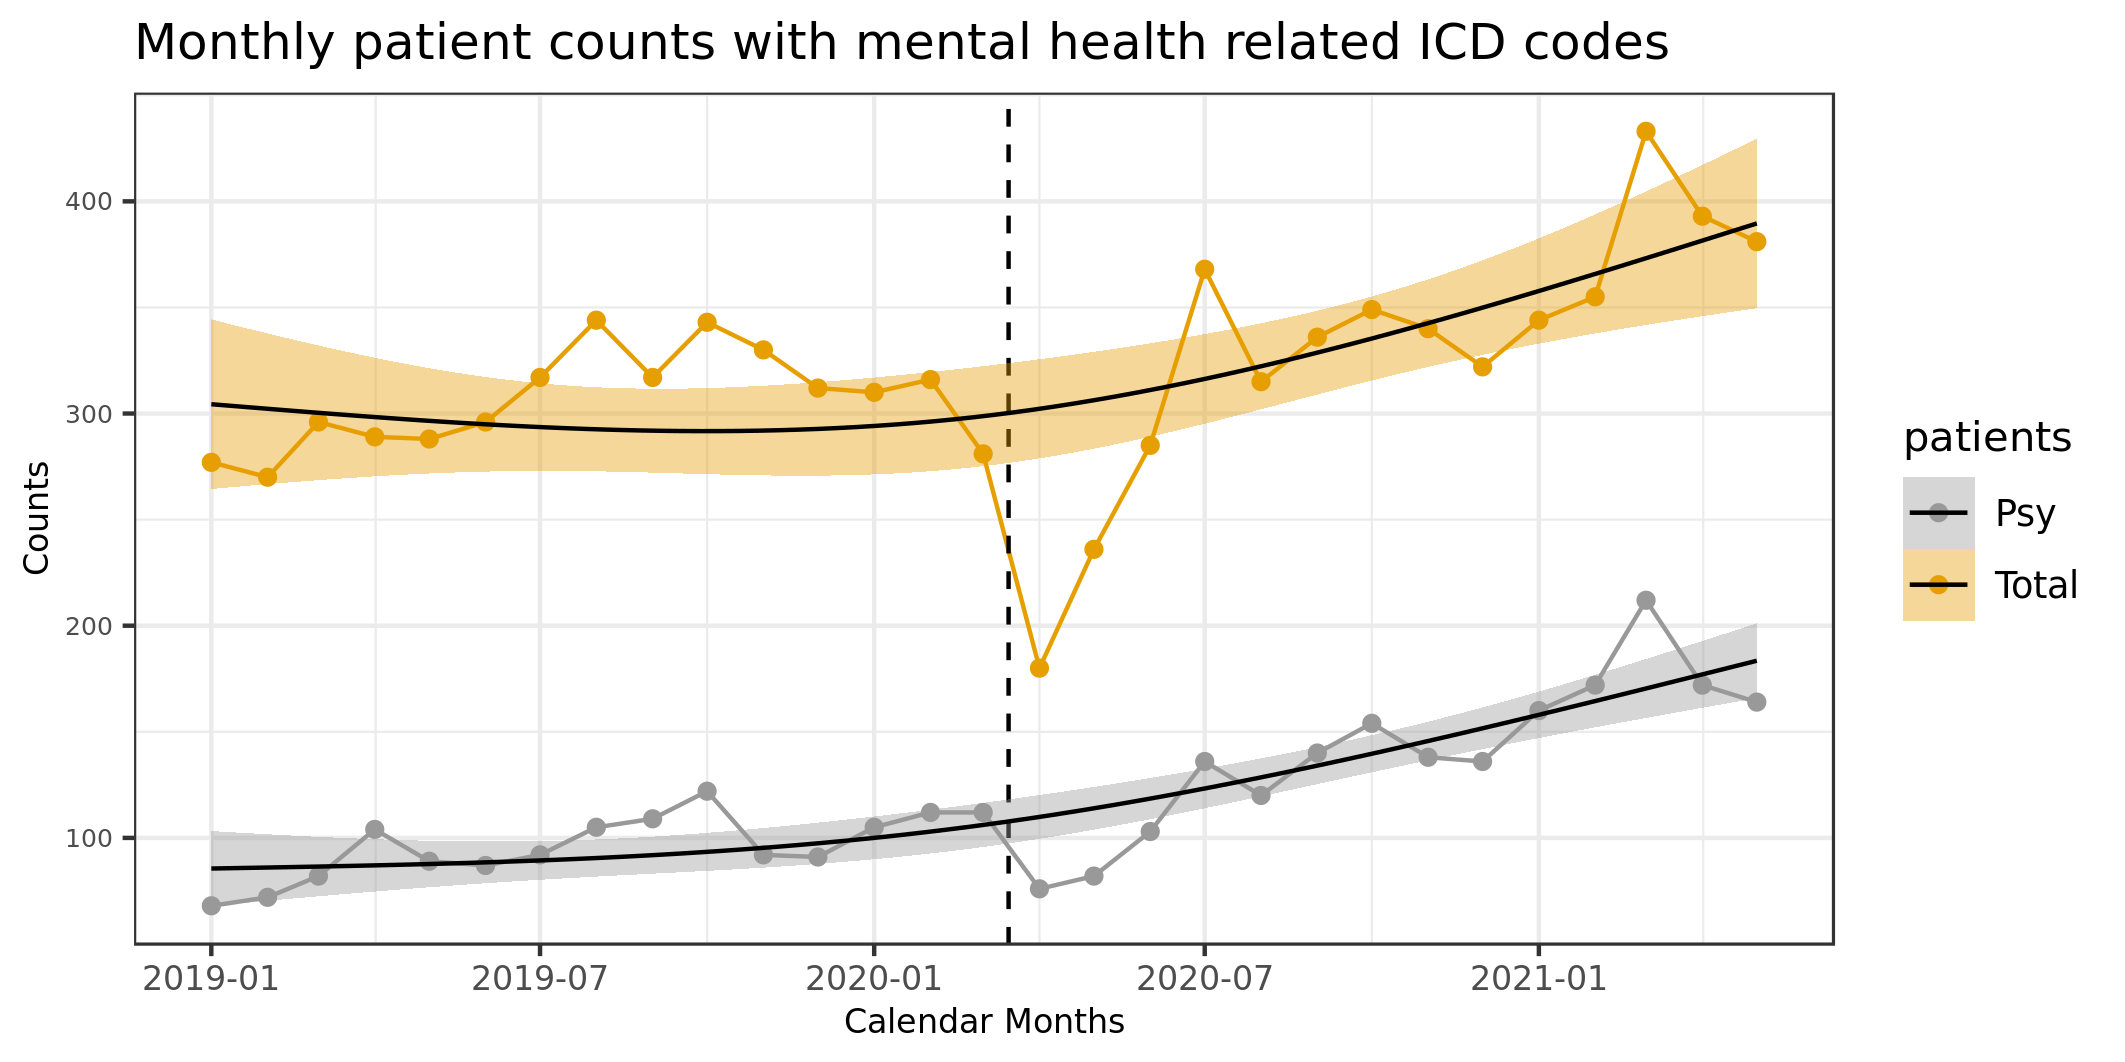 Monthly patient counts with mental health related ICD codes
400
300
200
100
Counts
2019-01 2019-07 2020-01 2020-07 2021-01
Calendar Months
patients
Psy
Total